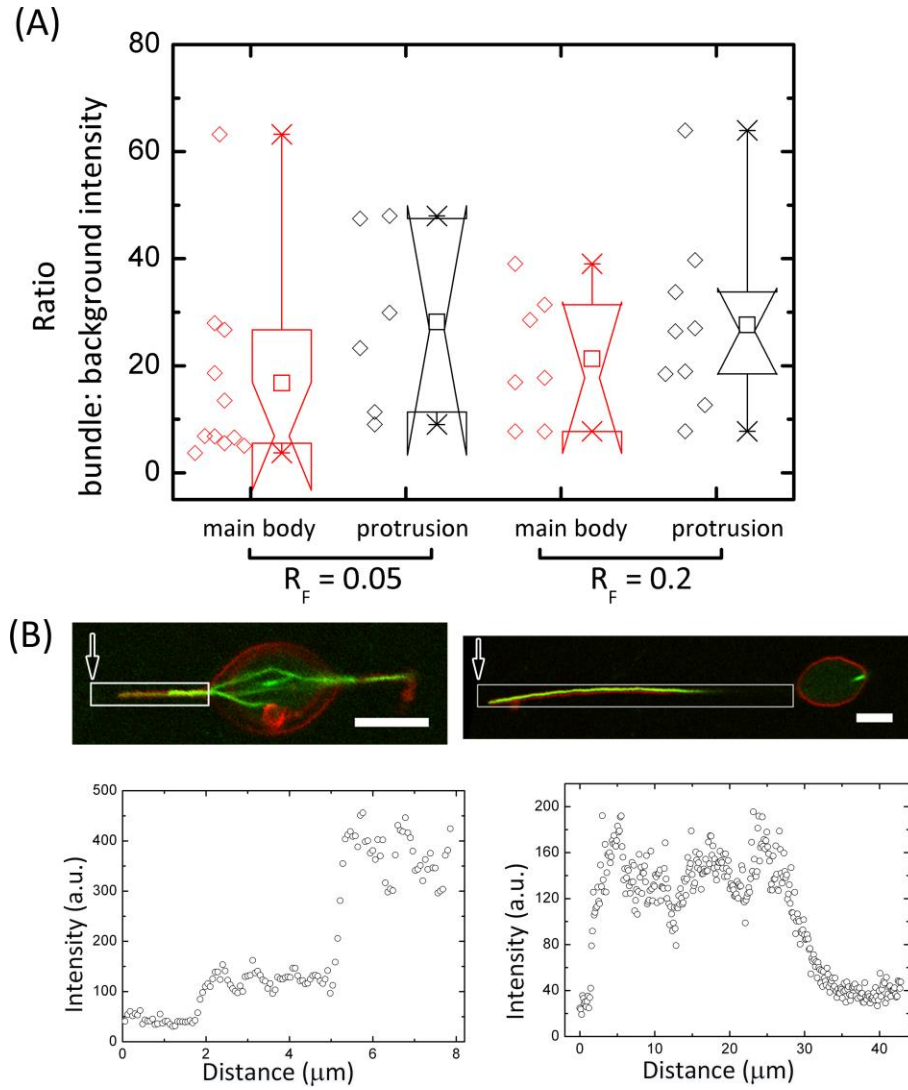 (A)
80
60
40
20
0
Ratio
bundle: background intensity
main body protrusion main body protrusion
R_F = 0.05 R_F = 0.2
(B)
500
400
300
200
100
0
Intensity (a.u.)
0 2 4 6 8
Distance (μm)
200
160
120
80
40
0
Intensity (a.u.)
0 10 20 30 40
Distance (μm)